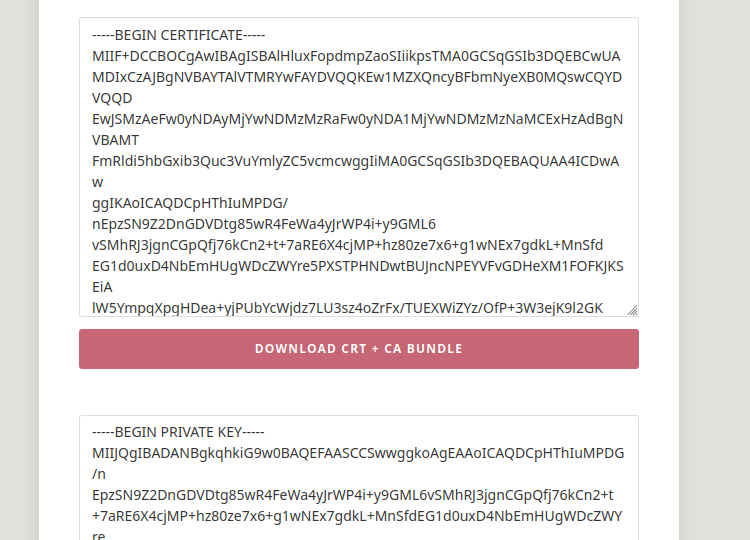 -----BEGIN CERTIFICATE-----
MIIF+DCCBOCgAwIBAgISBAlHluxFopdmpZaoSIiikpsTMA0GCSqGSIb3DQEBCwUA
MDIxCzAJBgNVBAYTAlVTMRYwFAYDVQQKEw1MZXQncyBFbmNyeXB0MQswCQYD
VQQD
EwJSMzAeFw0yNDAyMjYwNDMzMzRaFw0yNDA1MjYwNDMzMzNaMCExHzAdBgN
VBAMT
FmRldi5hbGxib3Quc3VuYmlyZC5vcmcwggIiMA0GCSqGSIb3DQEBAQUAA4ICDwA
w
ggIKAoICAQDCpHThIuMPDG/
nEpzSN9Z2DnGDVDtg85wR4FeWa4yJrWP4i+y9GML6
vSMhRJ3jgnCGpQfj76kCn2+t+7aRE6X4cjMP+hz80ze7x6+g1wNEx7gdkL+MnSfd
EG1d0uxD4NbEmHUgWDcZWYre5PXSTPHNDwtBUJncNPEYVFvGDHeXM1FOFKJKS
EiA
lW5YmpqXpgHDea+yjPUbYcWjdz7LU3sz4oZrFx/TUEXWiZYz/OfP+3W3ejK9l2GK
DOWNLOAD CRT + CA BUNDLE
-----BEGIN PRIVATE KEY-----
MIIJQgIBADANBgkqhkiG9w0BAQEFAASCCSwwggkoAgEAAoICAQDCpHThIuMPDG
/n
EpzSN9Z2DnGDVDtg85wR4FeWa4yJrWP4i+y9GML6vSMhRJ3jgnCGpQfj76kCn2+t
+7aRE6X4cjMP+hz80ze7x6+g1wNEx7gdkL+MnSfdEG1d0uxD4NbEmHUgWDcZWY
re